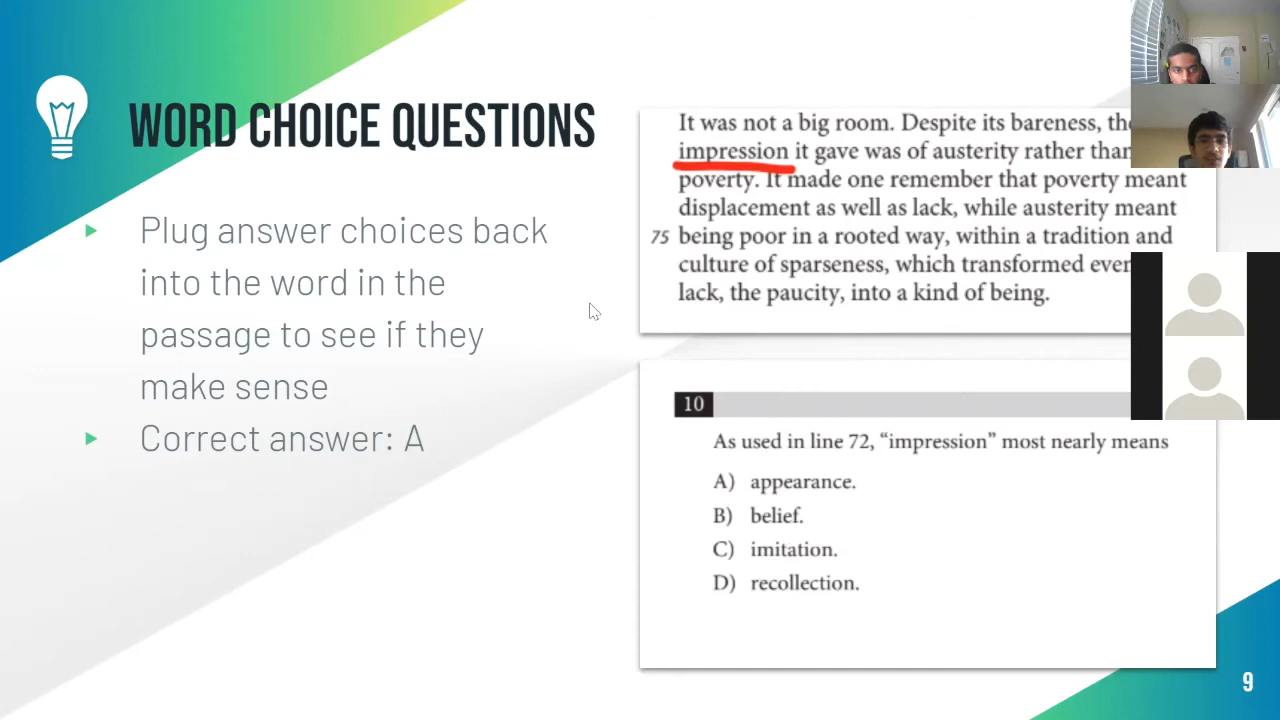 WORD CHOICE QUESTIONS
Plug answer choices back
into the word in the
passage to see if they
make sense
Correct answer: A
It was not a big room. Despite its bareness, the
impression it gave was of austerity rather than
poverty. It made one remember that poverty meant
displacement as well as lack, while austerity meant
75 being poor in a rooted way, within a tradition and
culture of sparseness, which transformed even
lack, the paucity, into a kind of being.
10
As used in line 72, “impression” most nearly means
A) appearance.
B) belief.
C) imitation.
D) recollection.
9